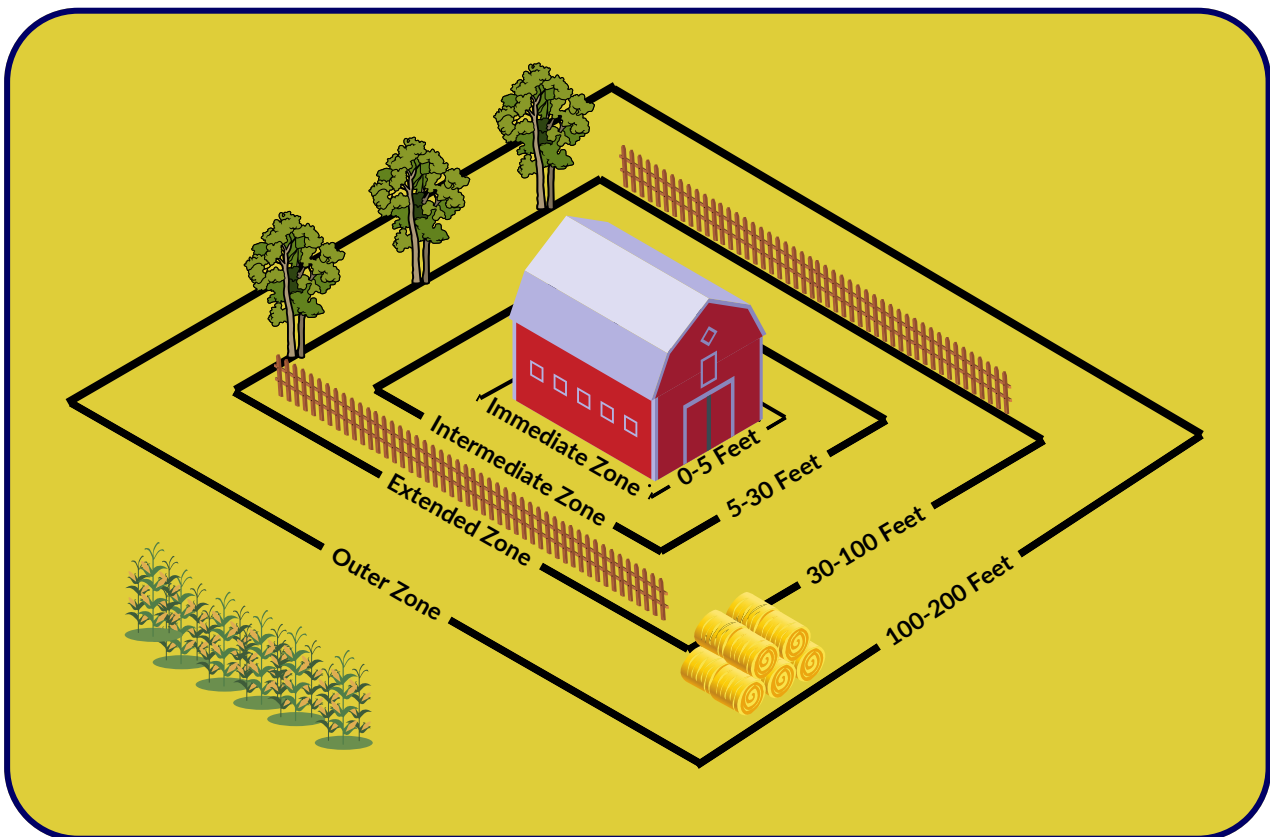 Immediate Zone
0-5 Feet
Intermediate Zone
5-30 Feet
Extended Zone
30-100 Feet
Outer Zone
100-200 Feet